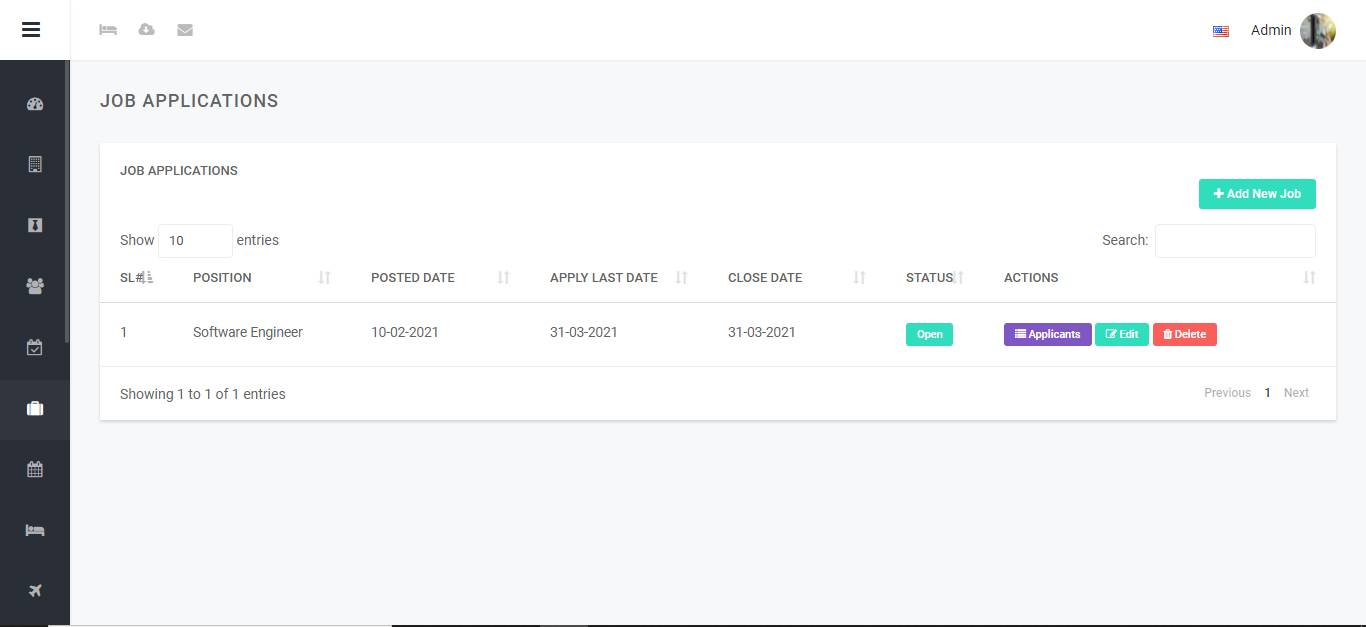 Admin
JOB APPLICATIONS
JOB APPLICATIONS
Add New Job
Show 10 entries Search:
SL# POSITION POSTED DATE APPLY LAST DATE CLOSE DATE STATUS ACTIONS
1 Software Engineer 10-02-2021 31-03-2021 31-03-2021 Open Applicants Edit Delete
Showing 1 to 1 of 1 entries Previous 1 Next